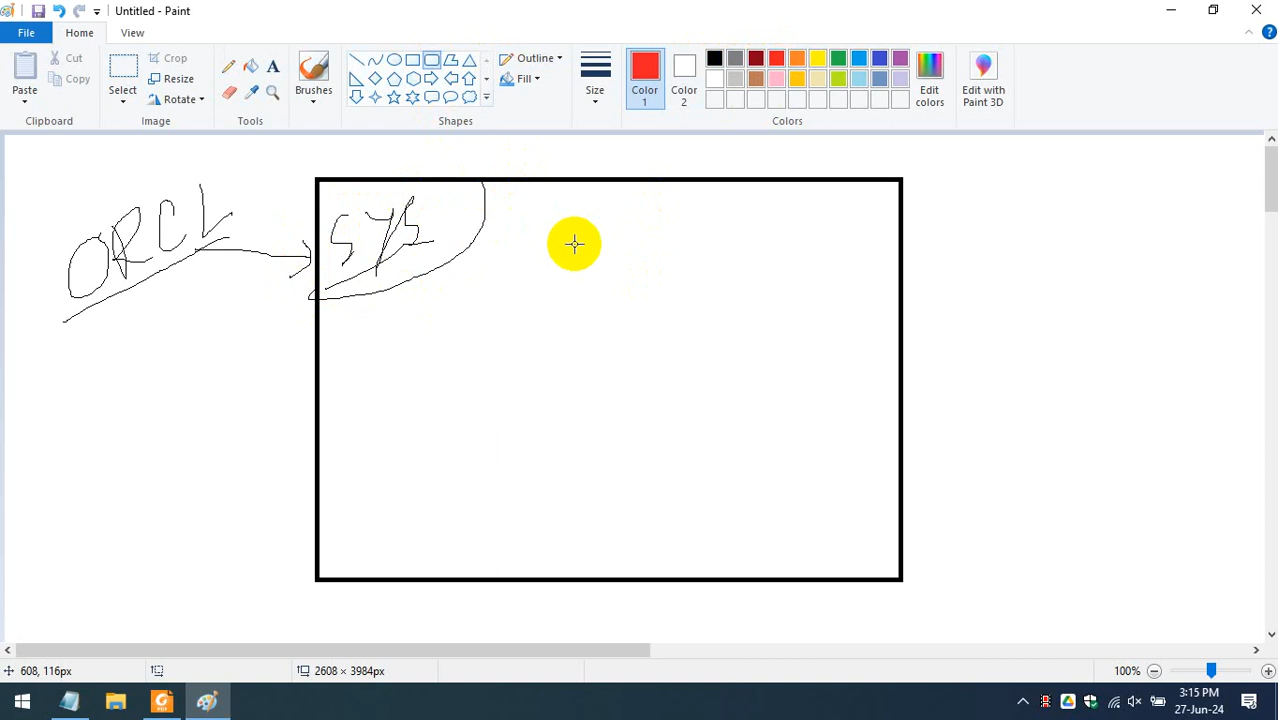 Untitled - Paint
File
Home
View
Paste
Cut
Copy
Clipboard
Select
Crop
Resize
Rotate
Image
A
Tools
Brushes
Outline
Fill
Shapes
Size
Color 1
Color 2
Edit colors
Edit with Paint 3D
Colors
ORCL
SYS
608, 116px
2608 × 3984px
100%
3:15 PM
27-Jun-24